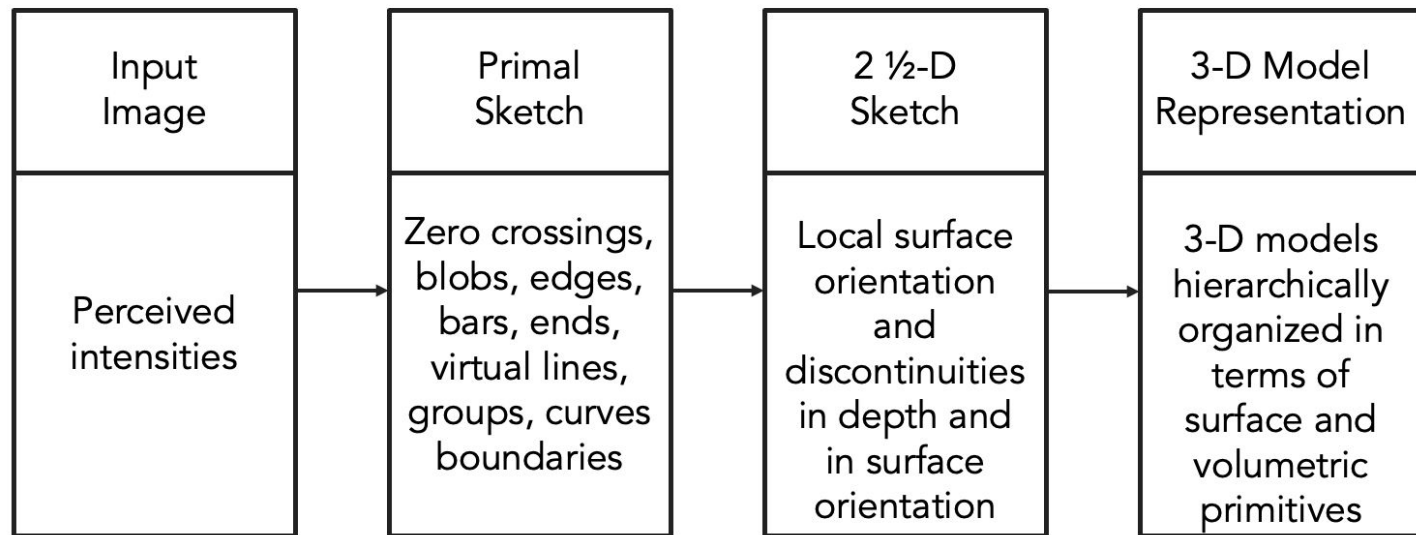 Input
Image
Perceived
intensities
Primal
Sketch
Zero crossings,
blobs, edges,
bars, ends,
virtual lines,
groups, curves
boundaries
2 ½-D
Sketch
Local surface
orientation
and
discontinuities
in depth and
in surface
orientation
3-D Model
Representation
3-D models
hierarchically
organized in
terms of
surface and
volumetric
primitives